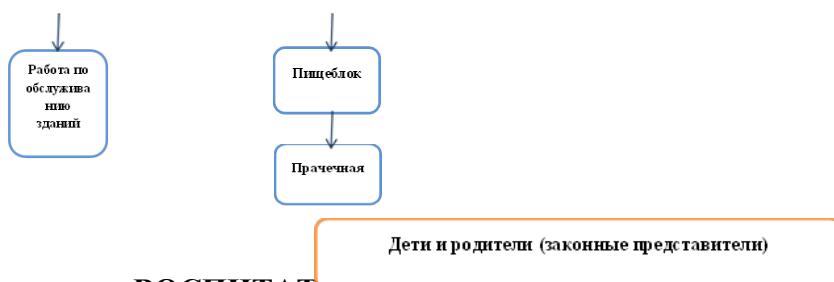 Работа по
обслужива
нию
зданий
Пищеблок
Прачечная
Дети и родители (законные представители)